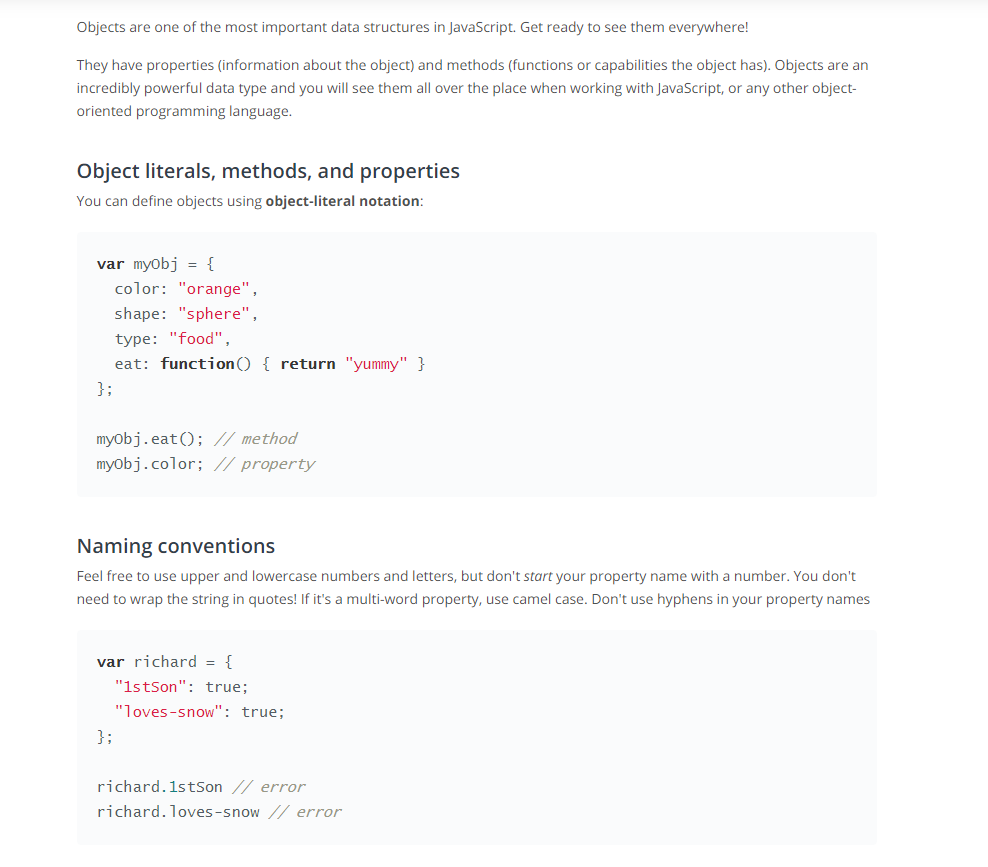 Objects are one of the most important data structures in JavaScript. Get ready to see them everywhere!
They have properties (information about the object) and methods (functions or capabilities the object has). Objects are an
incredibly powerful data type and you will see them all over the place when working with JavaScript, or any other object-
oriented programming language.
Object literals, methods, and properties
You can define objects using object-literal notation:
var myObj = {
  color: "orange",
  shape: "sphere",
  type: "food",
  eat: function() { return "yummy" }
};
myObj.eat(); // method
myObj.color; // property
Naming conventions
Feel free to use upper and lowercase numbers and letters, but don't start your property name with a number. You don't
need to wrap the string in quotes! If it's a multi-word property, use camel case. Don't use hyphens in your property names
var richard = {
  "1stSon": true;
  "loves-snow": true;
};
richard.1stSon // error
richard.loves-snow // error